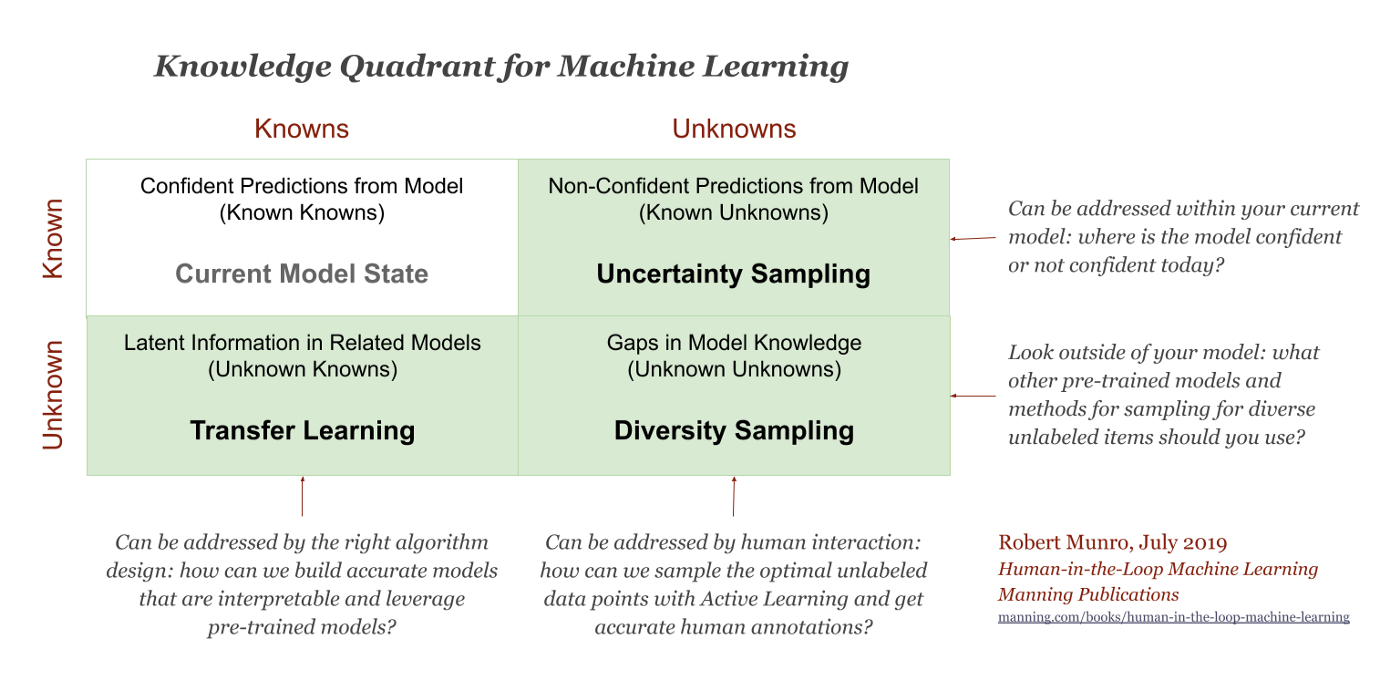 Knowledge Quadrant for Machine Learning
Knowns
Unknowns
Known
Confident Predictions from Model
(Known Knowns)
Current Model State
Non-Confident Predictions from Model
(Known Unknowns)
Uncertainty Sampling
Can be addressed within your current
model: where is the model confident
or not confident today?
Unknown
Latent Information in Related Models
(Unknown Knowns)
Transfer Learning
Gaps in Model Knowledge
(Unknown Unknowns)
Diversity Sampling
Look outside of your model: what
other pre-trained models and
methods for sampling for diverse
unlabeled items should you use?
Can be addressed by the right algorithm
design: how can we build accurate models
that are interpretable and leverage
pre-trained models?
Can be addressed by human interaction:
how can we sample the optimal unlabeled
data points with Active Learning and get
accurate human annotations?
Robert Munro, July 2019
Human-in-the-Loop Machine Learning
Manning Publications
manning.com/books/human-in-the-loop-machine-learning